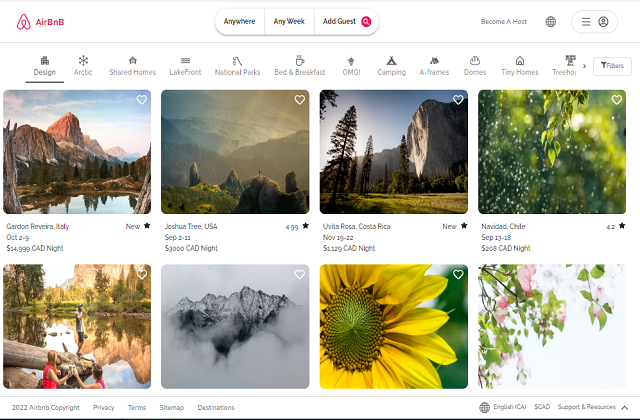 AirBnB
Anywhere
Any Week
Add Guest
Become A Host
Design
Arctic
Shared Homes
LakeFront
National Parks
Bed & Breakfast
OMG!
Camping
A-frames
Domes
Tiny Homes
Treehou
Filters
Gardon Reveira, Italy New
Oct 2-9
$14,999 CAD Night
Joshua Tree, USA 4.99
Sep 2-11
$3000 CAD Night
Uvita Rosa, Costa Rica New
Nov 19-22
$1,129 CAD Night
Navidad, Chile 4.2
Sep 13-18
$208 CAD Night
2022 Airbnb Copyright Privacy Terms Sitemap Destinations
English (CA) $CAD Support & Resources